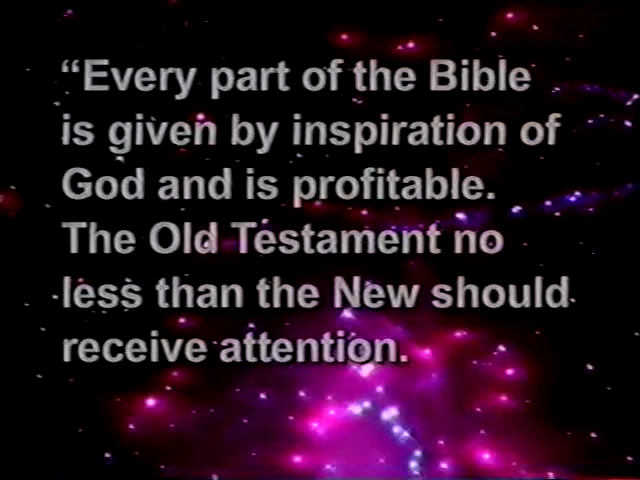 “Every part of the Bible
is given by inspiration of
God and is profitable.
The Old Testament no
less than the New should
receive attention.